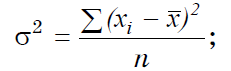 σ² = ∑(xᵢ − x̅)² / n ;